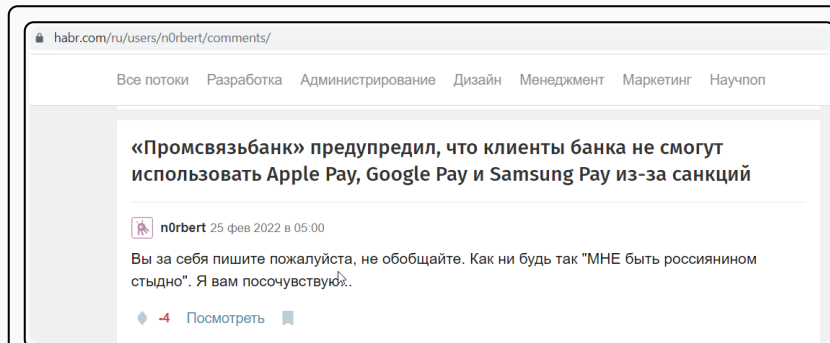 habr.com/ru/users/n0rbert/comments/
Все потоки Разработка Администрирование Дизайн Менеджмент Маркетинг Научпоп
«Промсвязьбанк» предупредил, что клиенты банка не смогут
использовать Apple Pay, Google Pay и Samsung Pay из-за санкций
n0rbert 25 фев 2022 в 05:00
Вы за себя пишите пожалуйста, не обобщайте. Как ни будь так "МНЕ быть россиянином
стыдно". Я вам посочувствую...
-4 Посмотреть